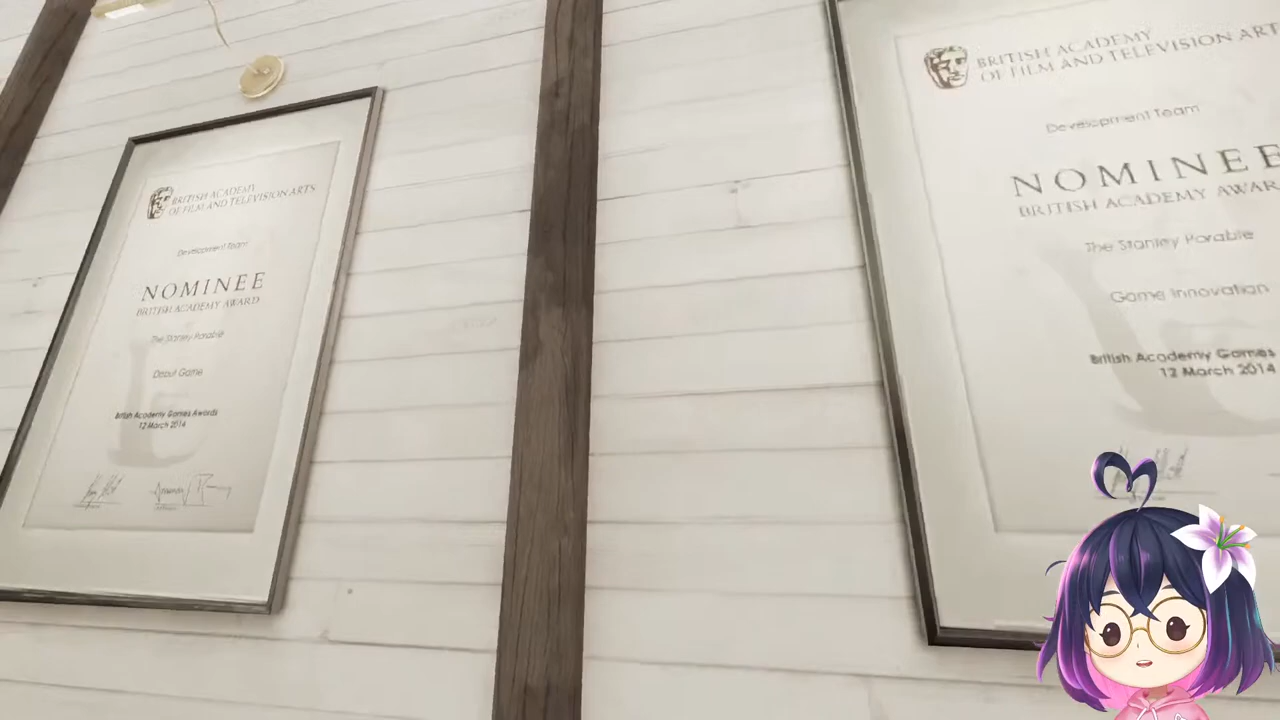 BRITISH ACADEMY
OF FILM AND TELEVISION ARTS
Development Team
NOMINEE
BRITISH ACADEMY AWARD
The Stanley Parable
Debut Game
British Academy Games Awards
12 March 2014
BRITISH ACADEMY
OF FILM AND TELEVISION ART
Development Team
NOMINEE
BRITISH ACADEMY AWAR
The Stanley Parable
Game Innovation
British Academy Games
12 March 2014